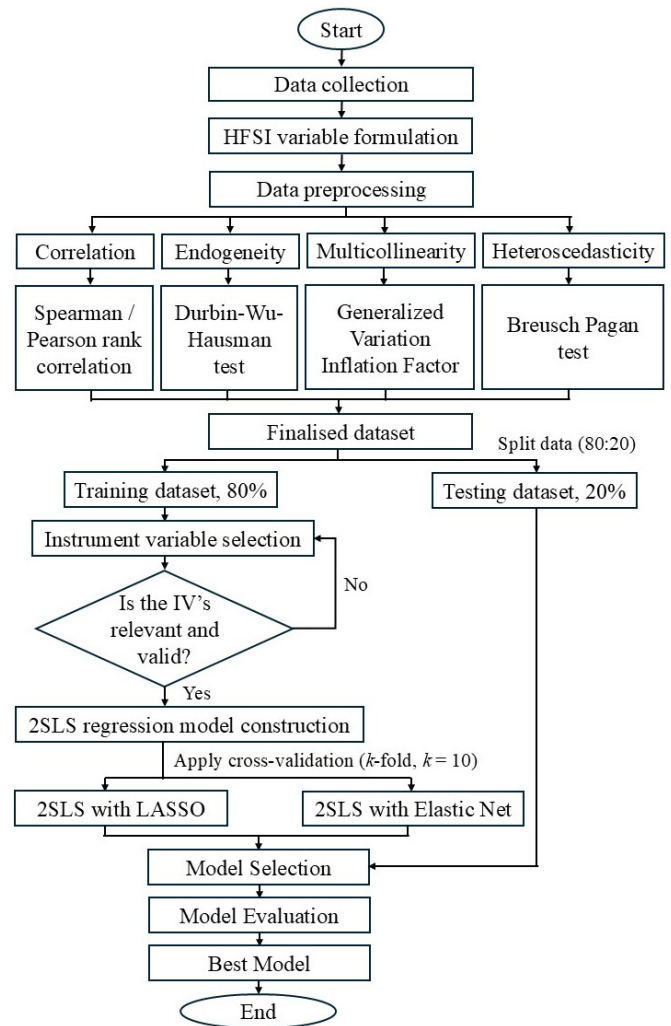 Start
Data collection
HFSI variable formulation
Data preprocessing
Correlation
Endogeneity
Multicollinearity
Heteroscedasticity
Spearman /
Pearson rank
correlation
Durbin-Wu-
Hausman
test
Generalized
Variation
Inflation Factor
Breusch Pagan
test
Finalised dataset
Split data (80:20)
Training dataset, 80%
Testing dataset, 20%
Instrument variable selection
No
Is the IV's
relevant and
valid?
Yes
2SLS regression model construction
Apply cross-validation (k-fold, k = 10)
2SLS with LASSO
2SLS with Elastic Net
Model Selection
Model Evaluation
Best Model
End